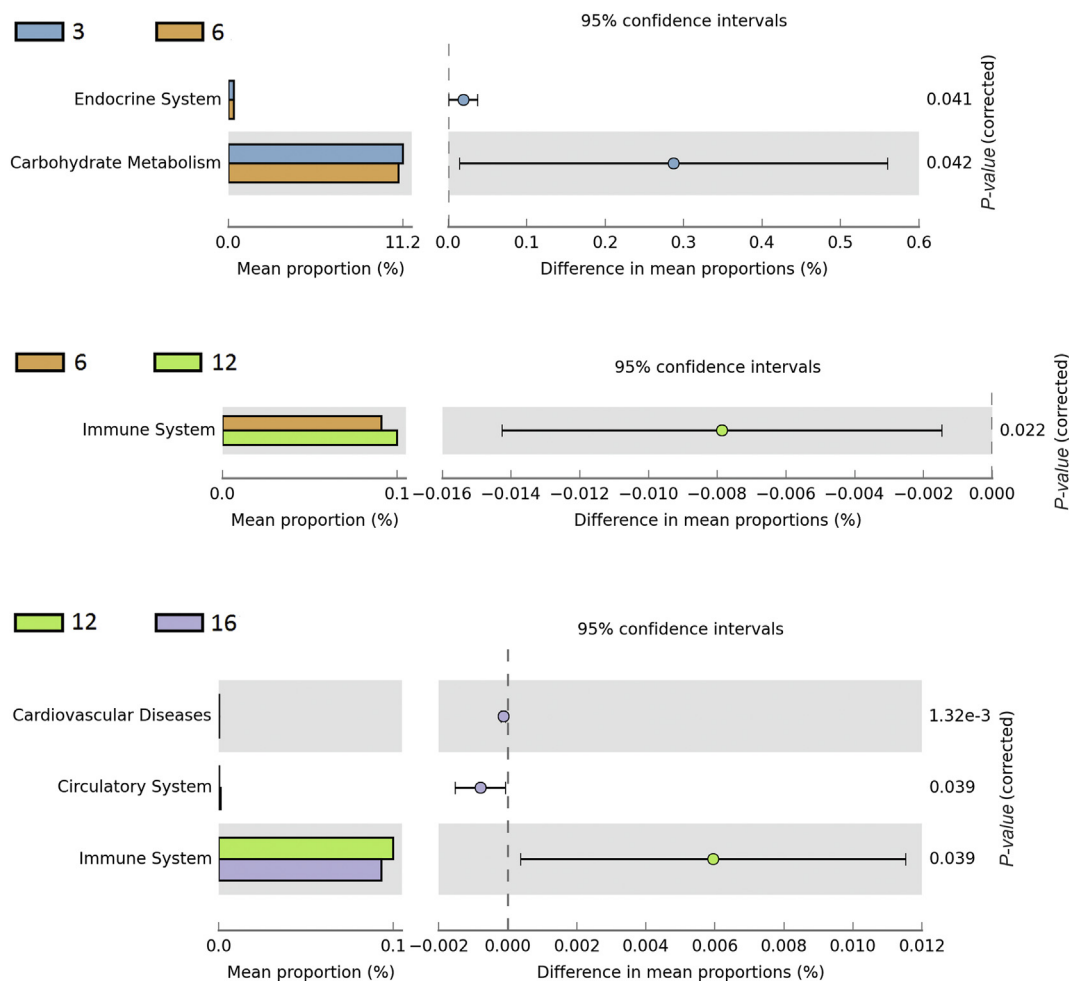 3 6
95% confidence intervals
Endocrine System 0.041
Carbohydrate Metabolism 0.042
P-value (corrected)
0.0 11.2 0.0 0.1 0.2 0.3 0.4 0.5 0.6
Mean proportion (%) Difference in mean proportions (%)
6 12
95% confidence intervals
Immune System 0.022
P-value (corrected)
0.0 0.1 −0.016 −0.014 −0.012 −0.010 −0.008 −0.006 −0.004 −0.002 0.000
Mean proportion (%) Difference in mean proportions (%)
12 16
95% confidence intervals
Cardiovascular Diseases 1.32e-3
Circulatory System 0.039
Immune System 0.039
P-value (corrected)
0.0 0.1 −0.002 0.000 0.002 0.004 0.006 0.008 0.010 0.012
Mean proportion (%) Difference in mean proportions (%)